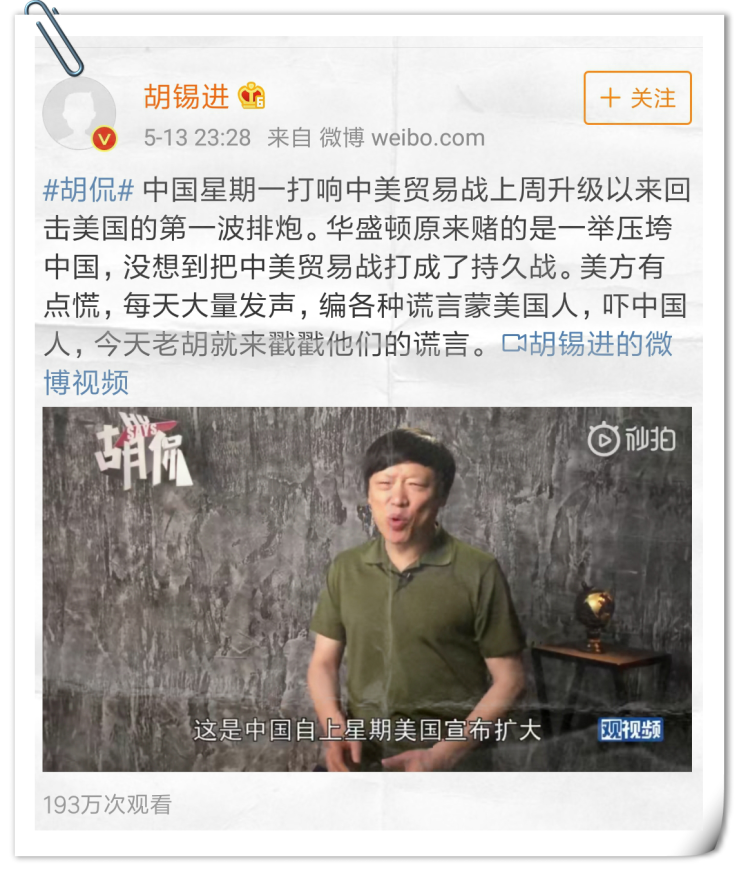 胡锡进
6
V
+ 关注
5-13 23:28 来自 微博 weibo.com
#胡侃# 中国星期一打响中美贸易战上周升级以来回
击美国的第一波排炮。华盛顿原来赌的是一举压垮
中国,没想到把中美贸易战打成了持久战。美方有
点慌,每天大量发声,编各种谎言蒙美国人,吓中国
人,今天老胡就来戳戳他们的谎言。胡锡进的微
博视频
HU
SAYS
胡侃
秒拍
这是中国自上星期美国宣布扩大
观视频
193万次观看